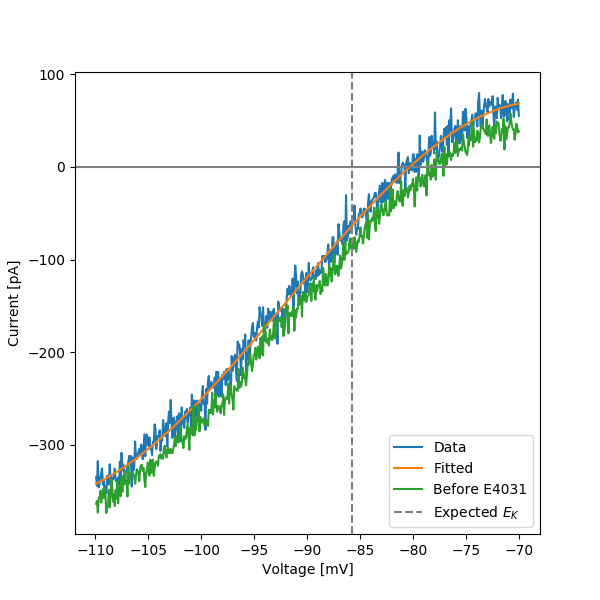 100
0
−100
−200
−300
Current [pA]
Data
Fitted
Before E4031
Expected E_K
−110 −105 −100 −95 −90 −85 −80 −75 −70
Voltage [mV]